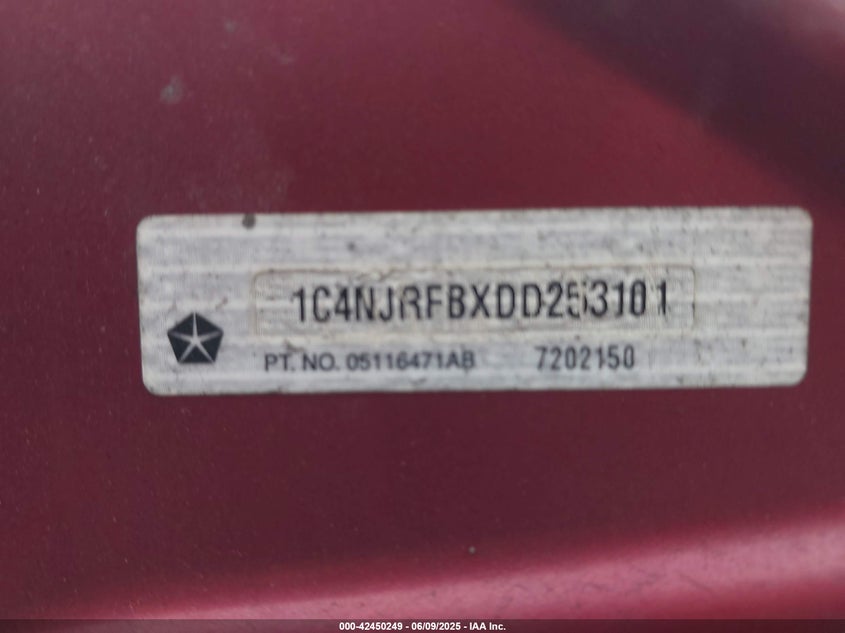 1C4NJRFBXDD253101
PT. NO. 05116471AB 7202150
000-42450249 - 06/09/2025 - IAA Inc.